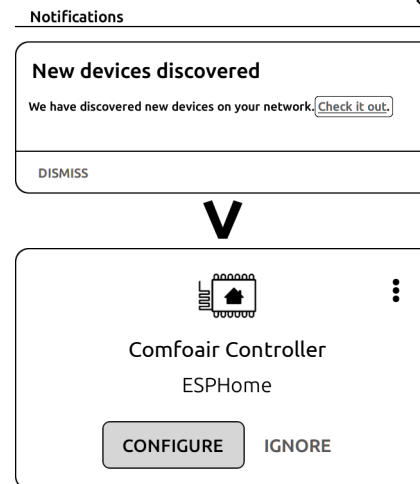 Notifications
New devices discovered
We have discovered new devices on your network. Check it out.
DISMISS
Comfoair Controller
ESPHome
CONFIGURE IGNORE